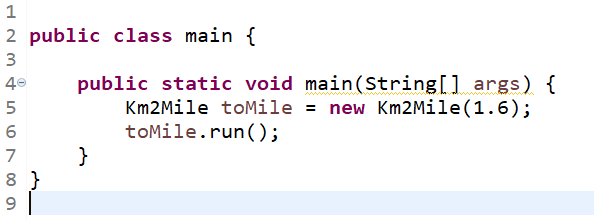 1
2 public class main {
3
4     public static void main(String[] args) {
5         Km2Mile toMile = new Km2Mile(1.6);
6         toMile.run();
7     }
8 }
9